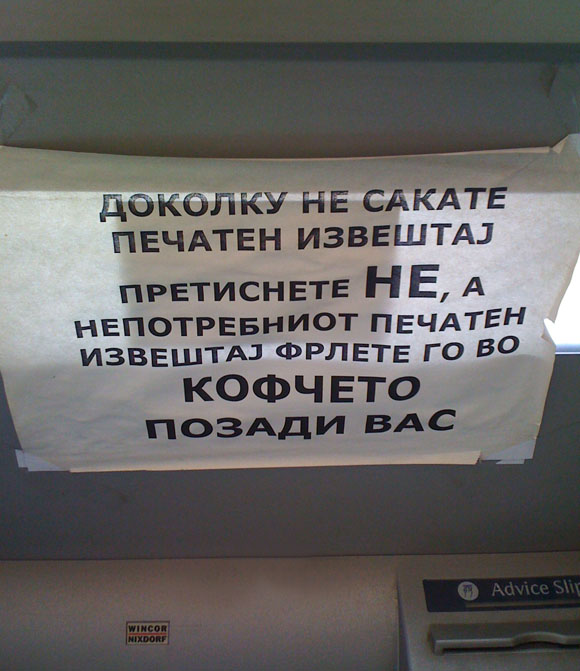 ДОКОЛКУ НЕ САКАТЕ
ПЕЧАТЕН ИЗВЕШТАЈ
ПРЕТИСНЕТЕ НЕ, А
НЕПОТРЕБНИОТ ПЕЧАТЕН
ИЗВЕШТАЈ ФРЛЕТЕ ГО ВО
КОФЧЕТО
ПОЗАДИ ВАС
Advice Slip
WINCOR
NIXDORF